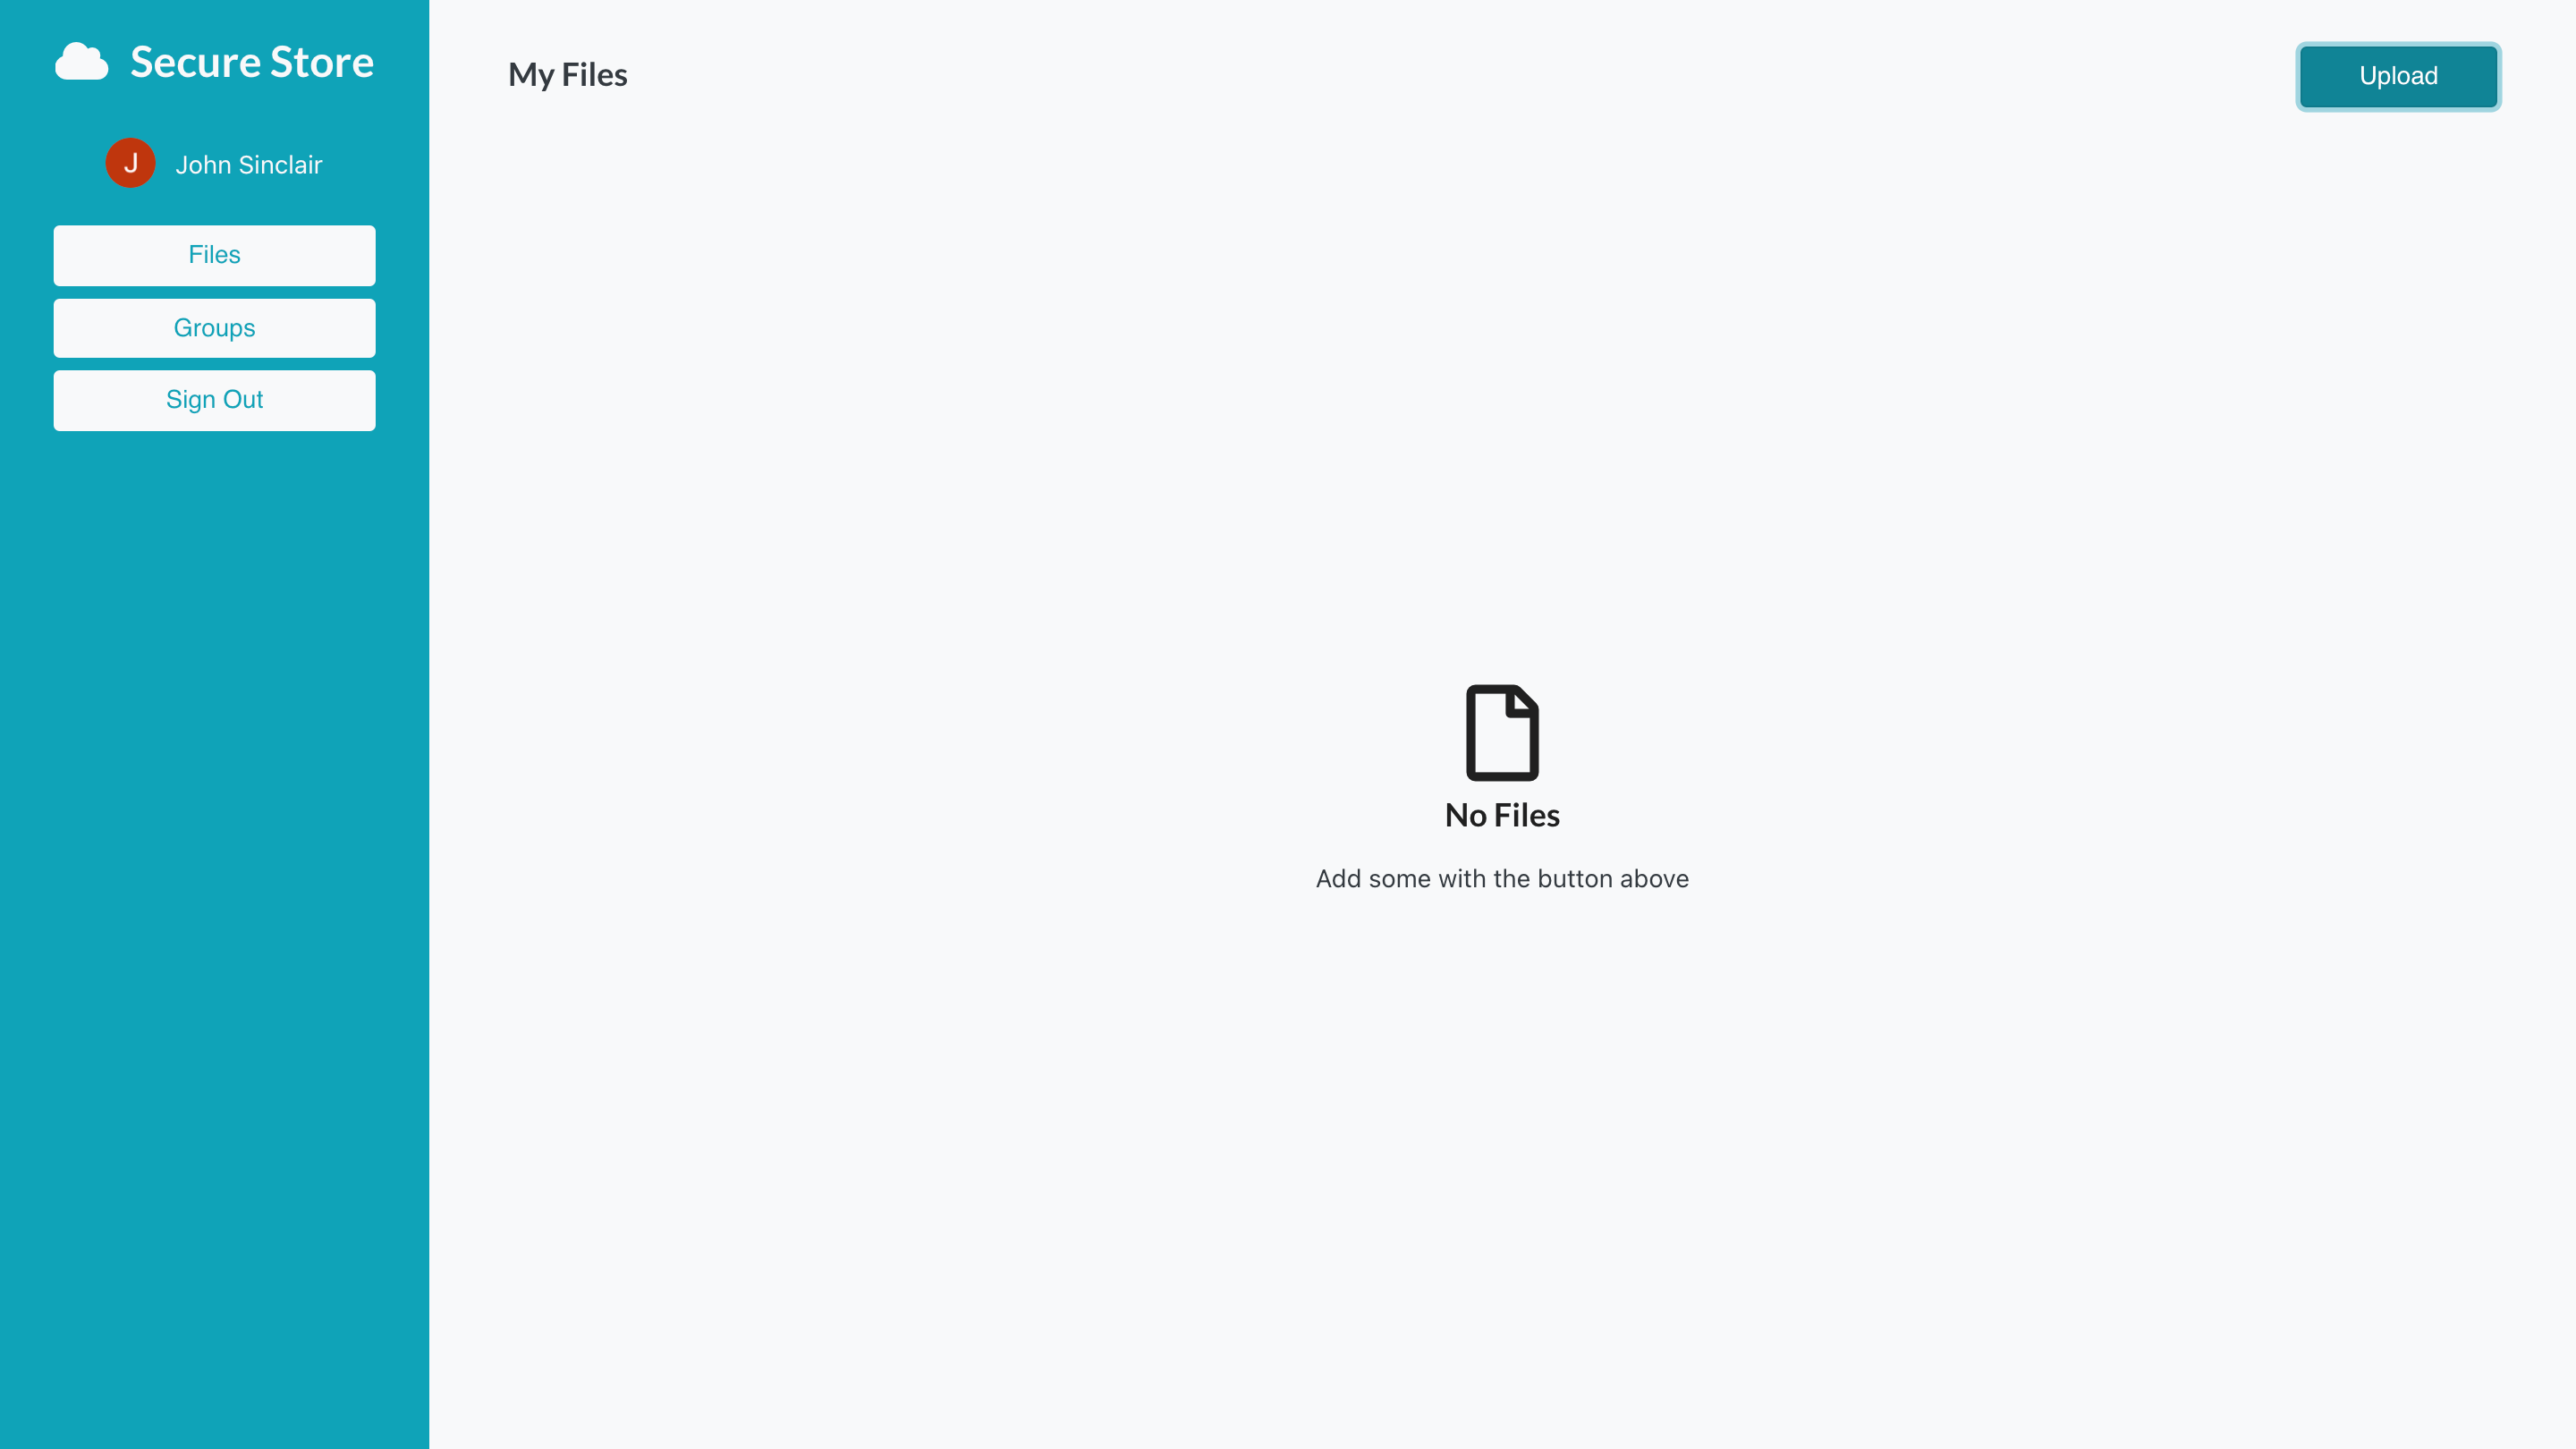 Secure Store
J
John Sinclair
Files
Groups
Sign Out
My Files
Upload
No Files
Add some with the button above